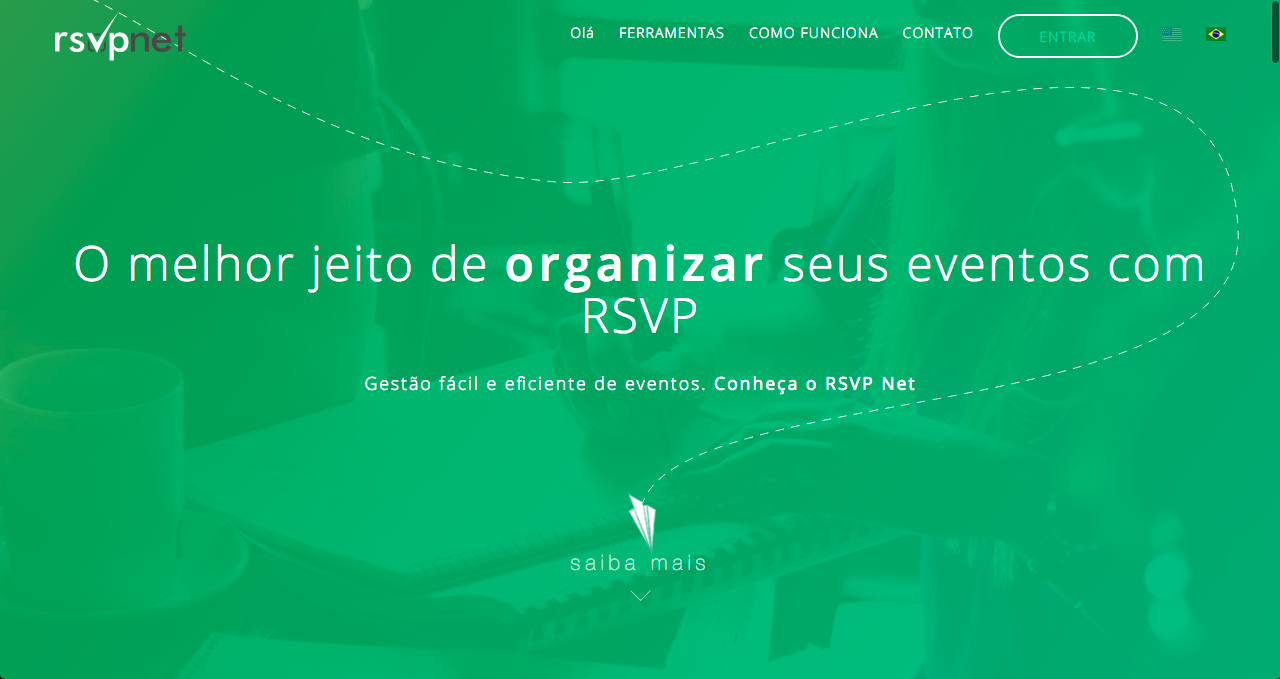 rsvpnet
Olá FERRAMENTAS COMO FUNCIONA CONTATO ENTRAR
O melhor jeito de organizar seus eventos com
RSVP
Gestão fácil e eficiente de eventos. Conheça o RSVP Net
saiba mais